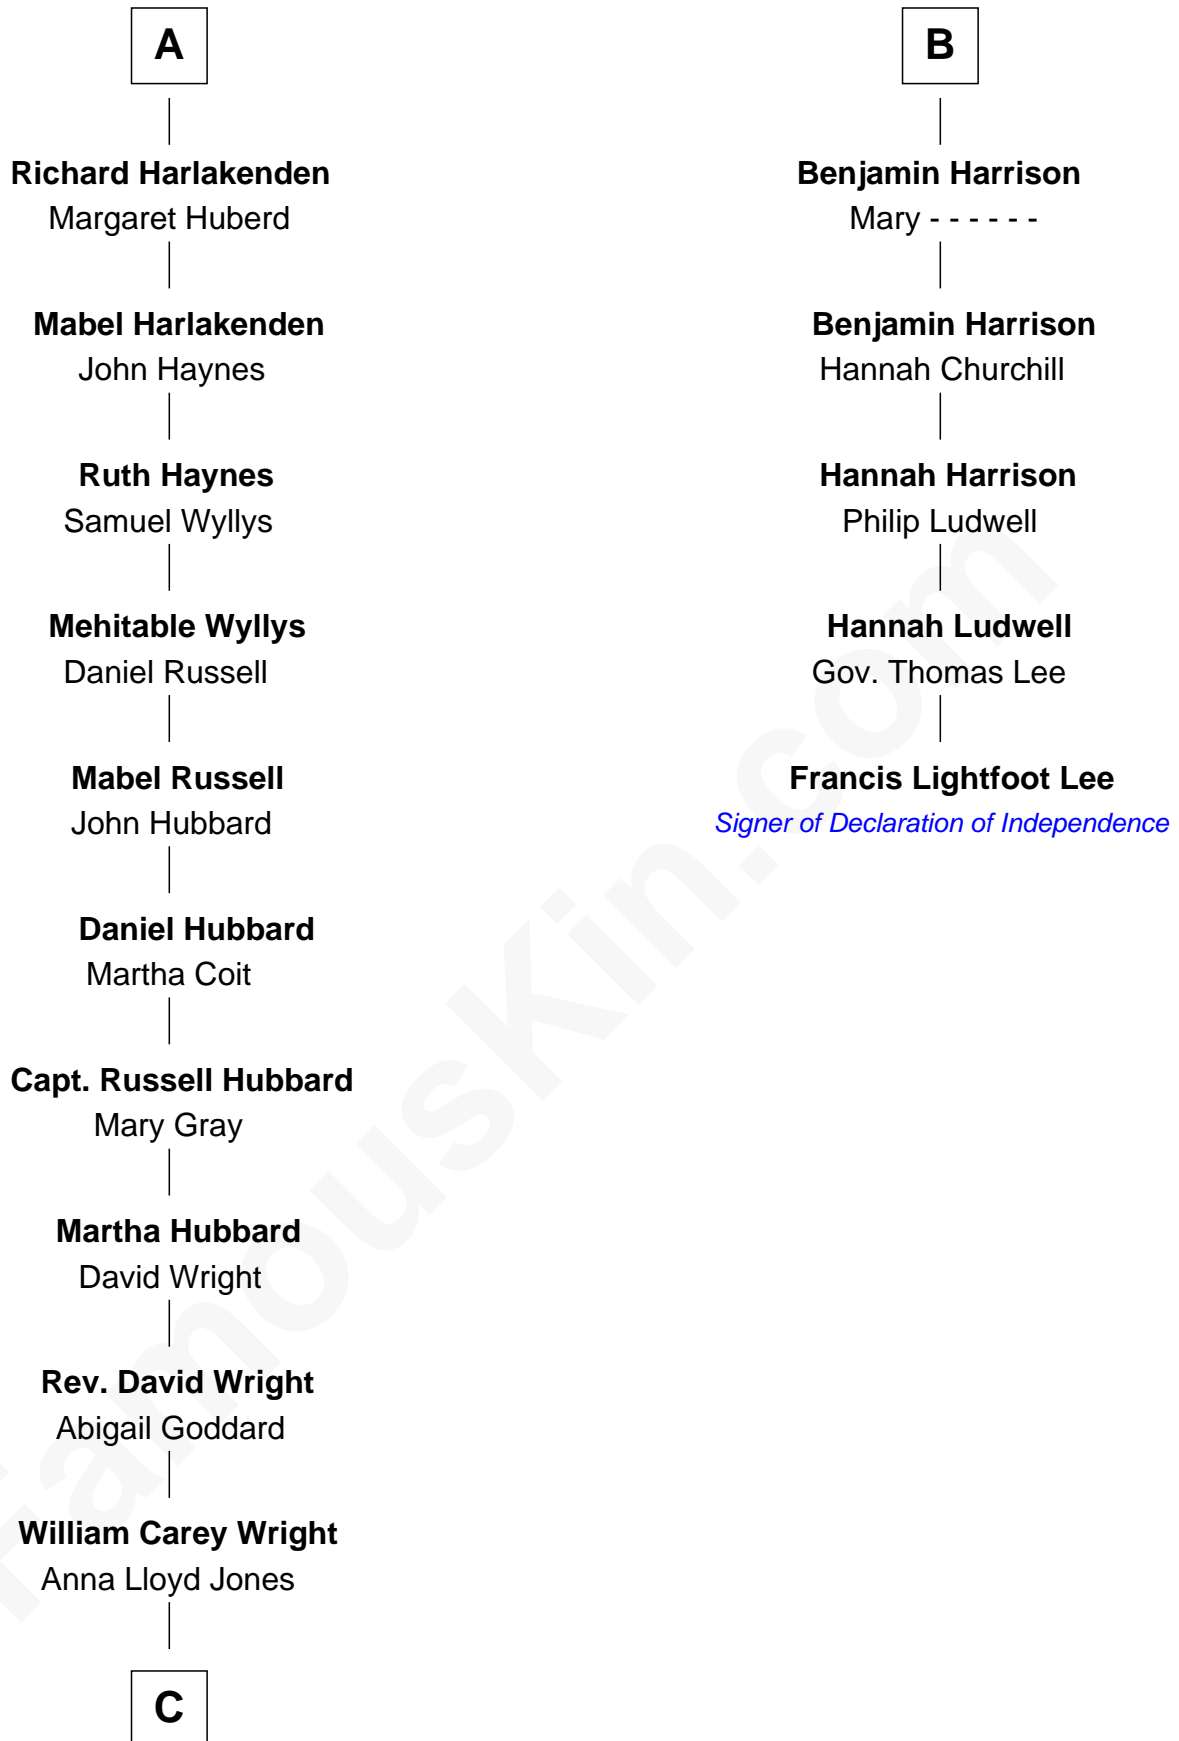 A
Richard Harlakenden
Margaret Huberd
Mabel Harlakenden
John Haynes
Ruth Haynes
Samuel Wyllys
Mehitable Wyllys
Daniel Russell
Mabel Russell
John Hubbard
Daniel Hubbard
Martha Coit
Capt. Russell Hubbard
Mary Gray
Martha Hubbard
David Wright
Rev. David Wright
Abigail Goddard
William Carey Wright
Anna Lloyd Jones
C
B
Benjamin Harrison
Mary - - - - - -
Benjamin Harrison
Hannah Churchill
Hannah Harrison
Philip Ludwell
Hannah Ludwell
Gov. Thomas Lee
Francis Lightfoot Lee
Signer of Declaration of Independence
FamousKin.com